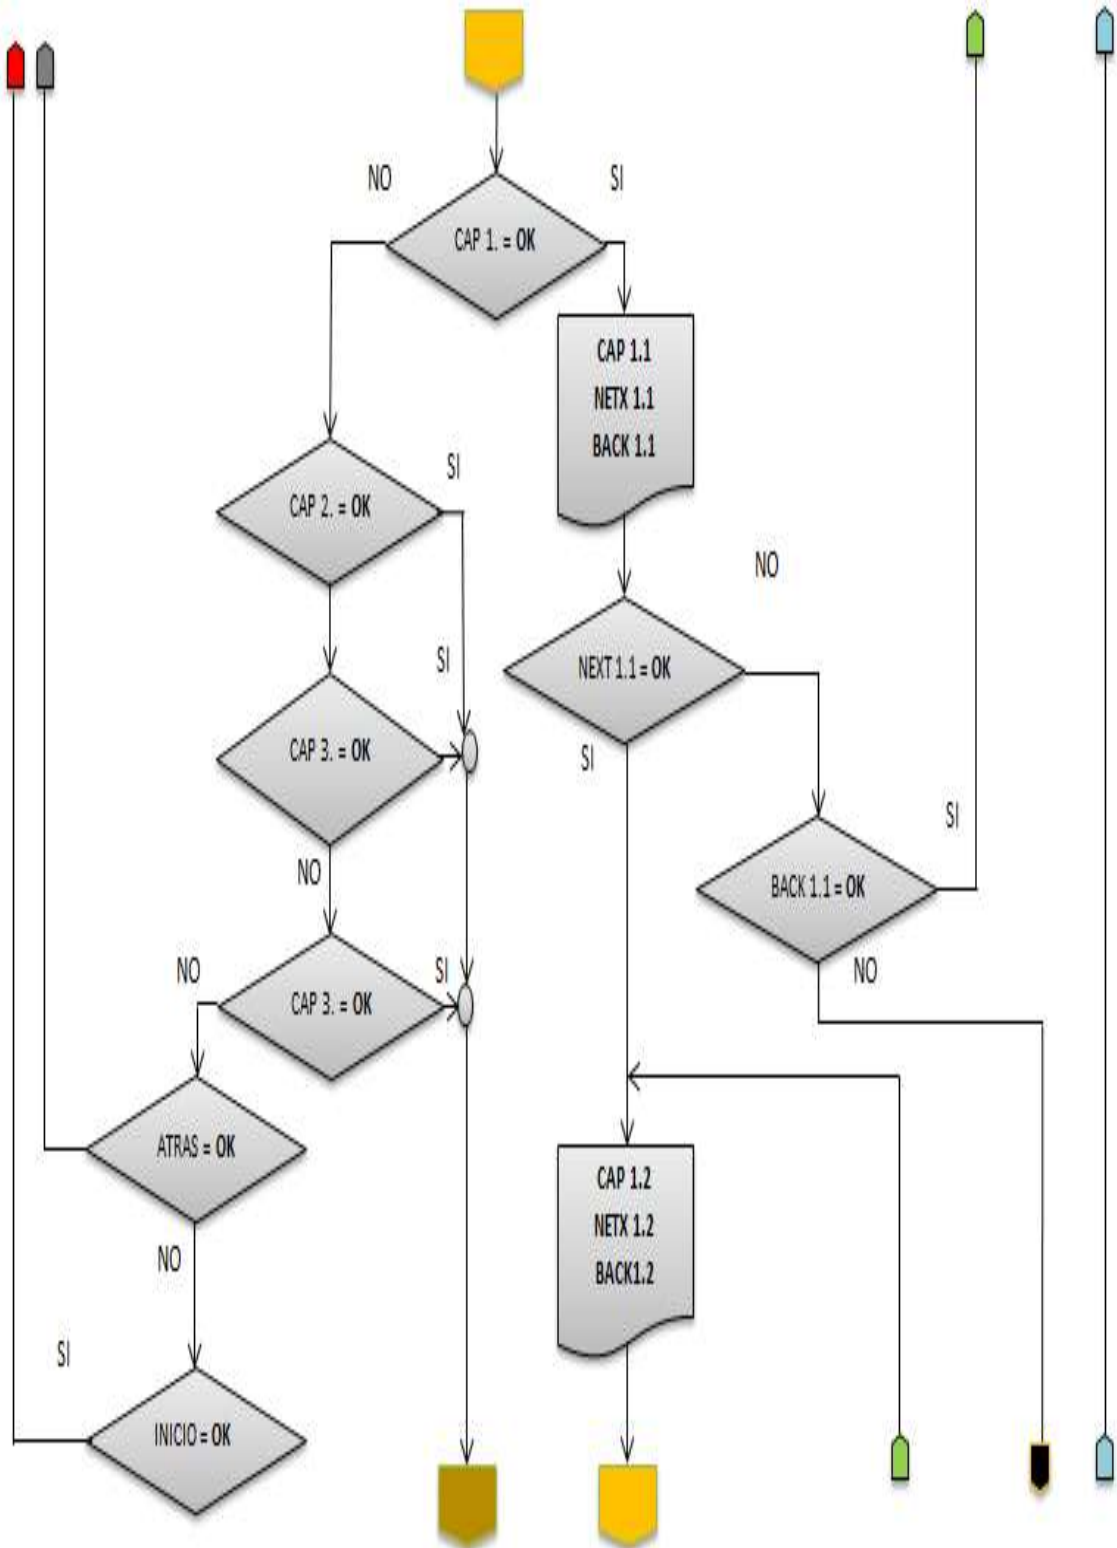 NO
SI
CAP 1. = OK
CAP 1.1
NETX 1.1
BACK 1.1
SI
CAP 2. = OK
NO
SI
NEXT 1.1 = OK
CAP 3. = OK
SI
SI
NO
BACK 1.1 = OK
NO
SI
NO
CAP 3. = OK
ATRAS = OK
CAP 1.2
NETX 1.2
BACK1.2
NO
SI
INICIO = OK